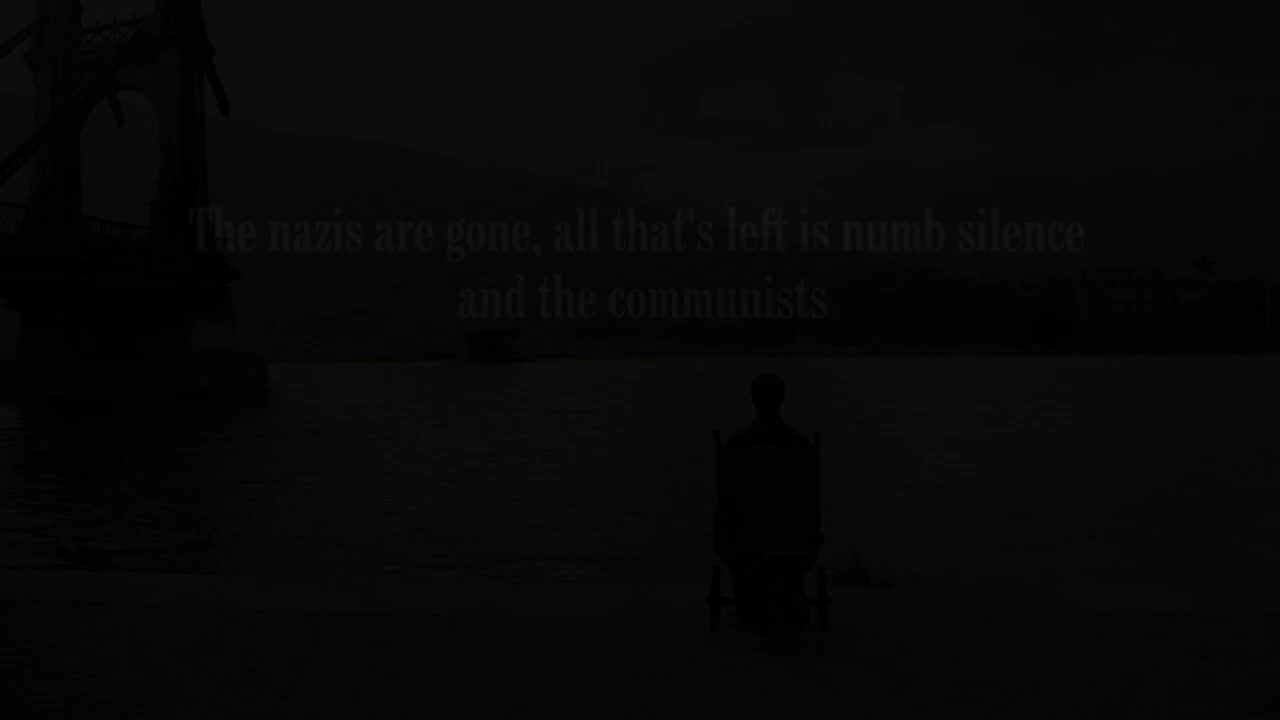 The nazis are gone, all that's left is numb silence
and the communists